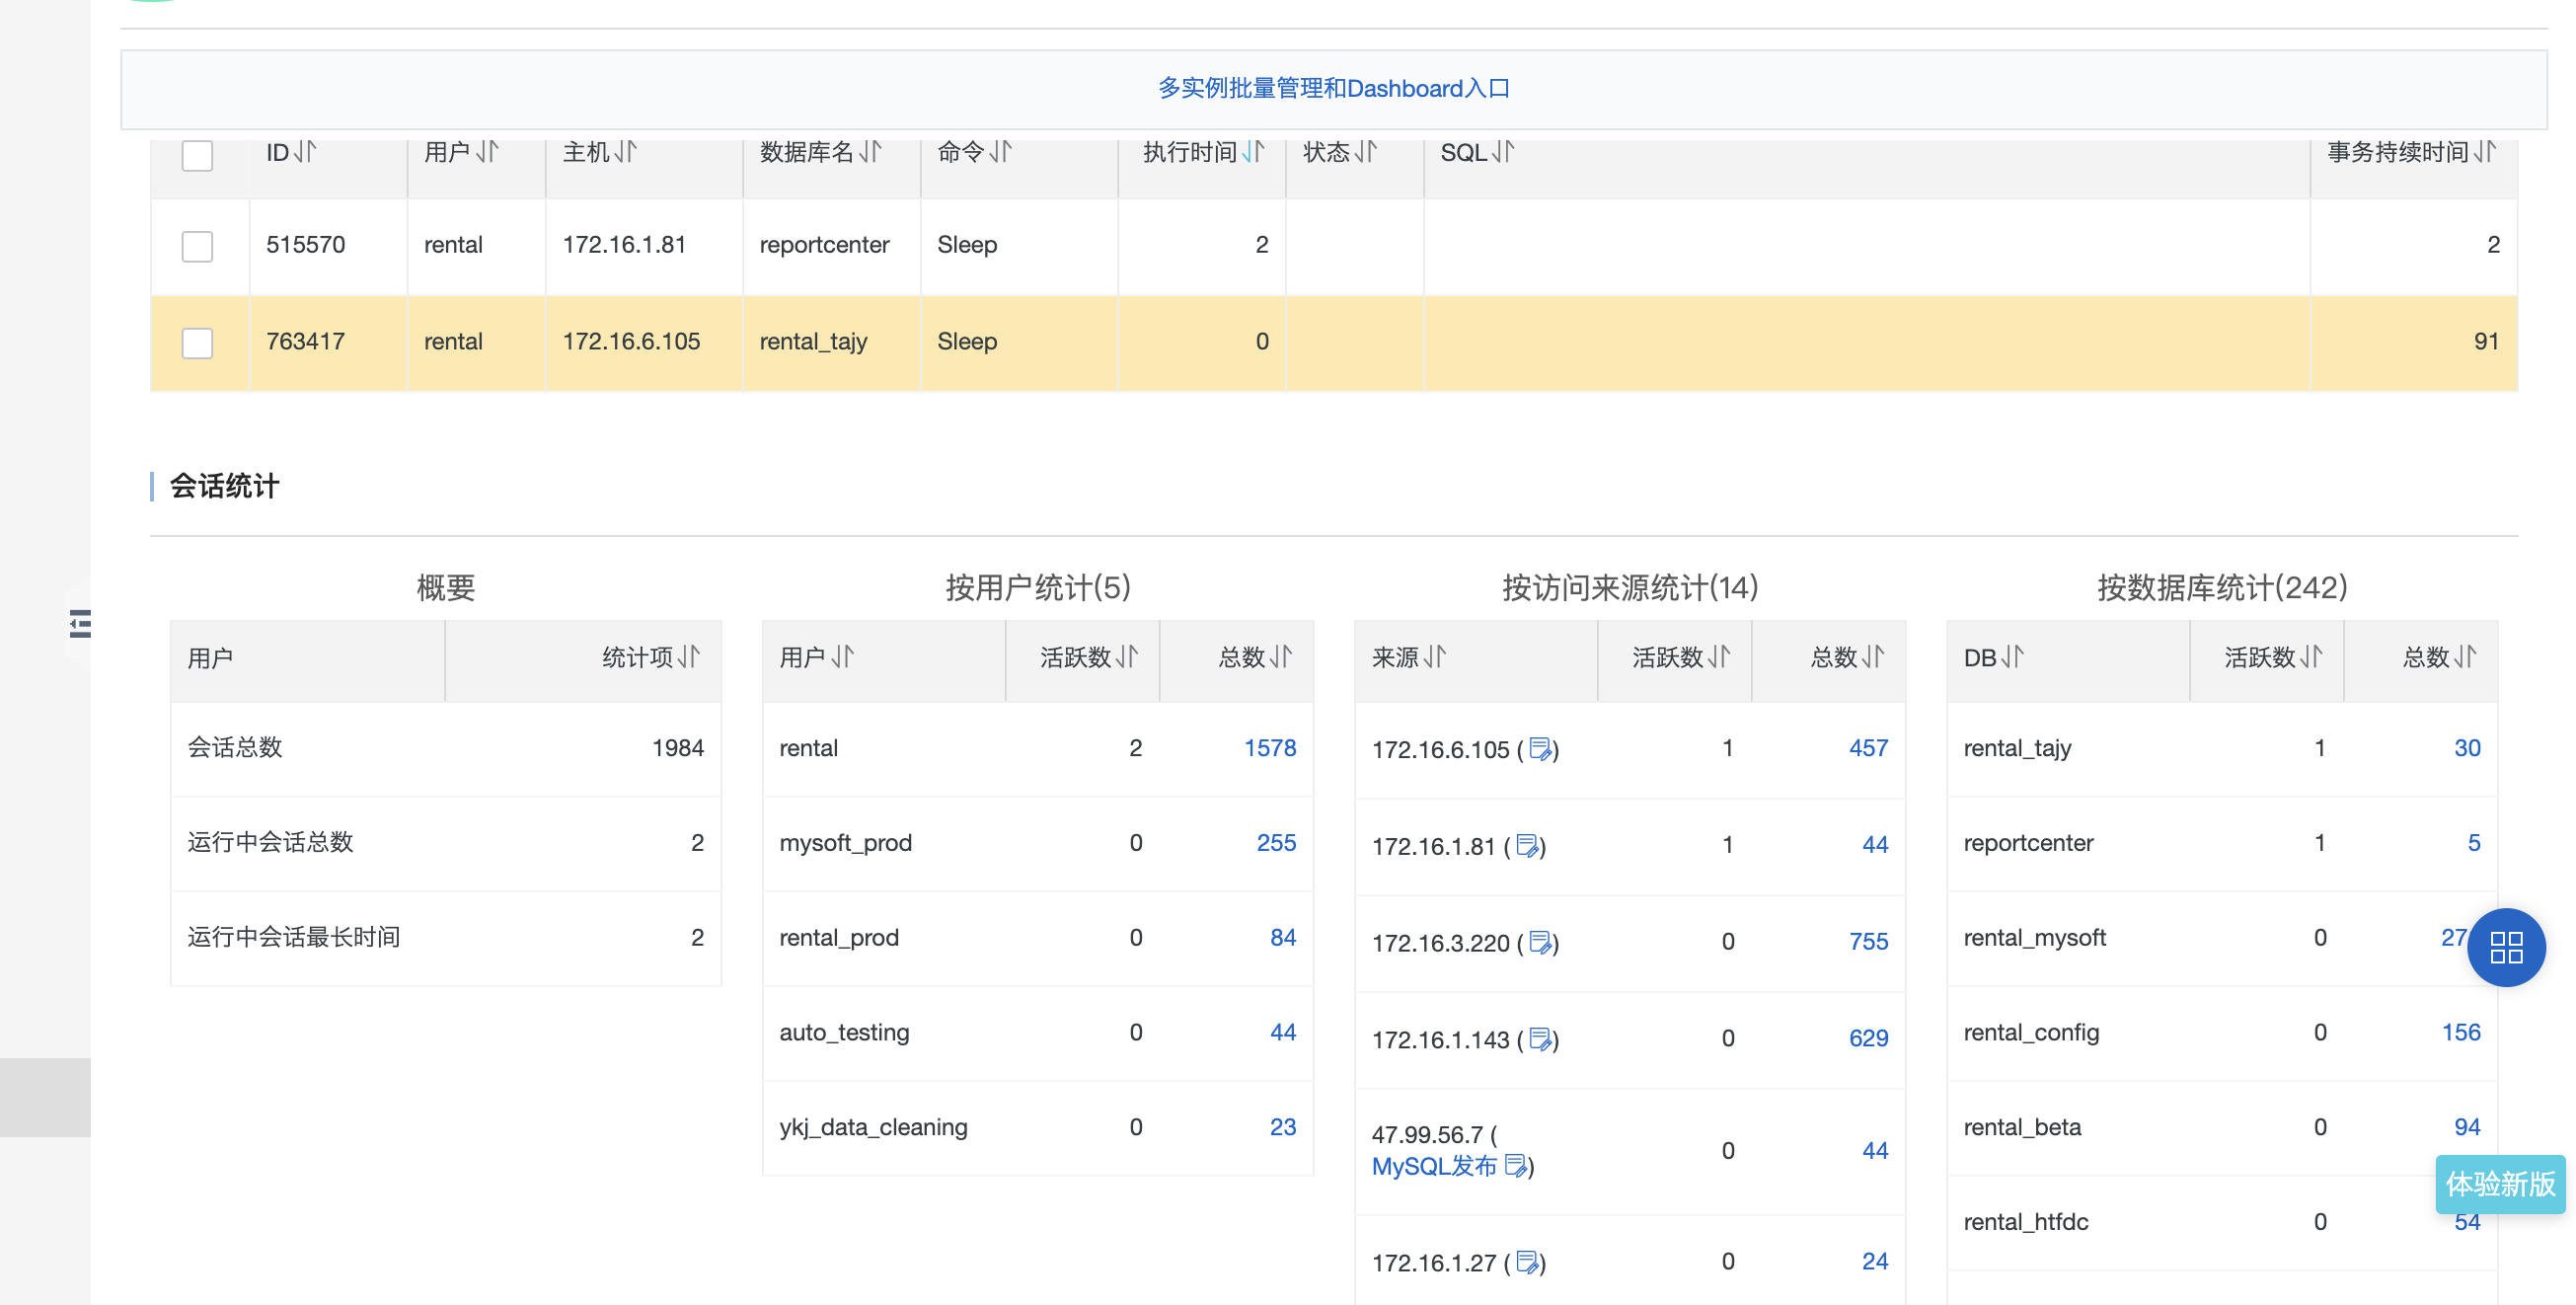 多实例批量管理和Dashboard入口
ID 用户 主机 数据库名 命令 执行时间 状态 SQL 事务持续时间
515570 rental 172.16.1.81 reportcenter Sleep 2 2
763417 rental 172.16.6.105 rental_tajy Sleep 0 91
会话统计
概要
用户 统计项
会话总数 1984
运行中会话总数 2
运行中会话最长时间 2
按用户统计(5)
用户 活跃数 总数
rental 2 1578
mysoft_prod 0 255
rental_prod 0 84
auto_testing 0 44
ykj_data_cleaning 0 23
按访问来源统计(14)
来源 活跃数 总数
172.16.6.105 ( ) 1 457
172.16.1.81 ( ) 1 44
172.16.3.220 ( ) 0 755
172.16.1.143 ( ) 0 629
47.99.56.7 (
MySQL发布 ) 0 44
172.16.1.27 ( ) 0 24
按数据库统计(242)
DB 活跃数 总数
rental_tajy 1 30
reportcenter 1 5
rental_mysoft 0
rental_config 0 156
rental_beta 0 94
rental_htfdc 0 54
体验新版